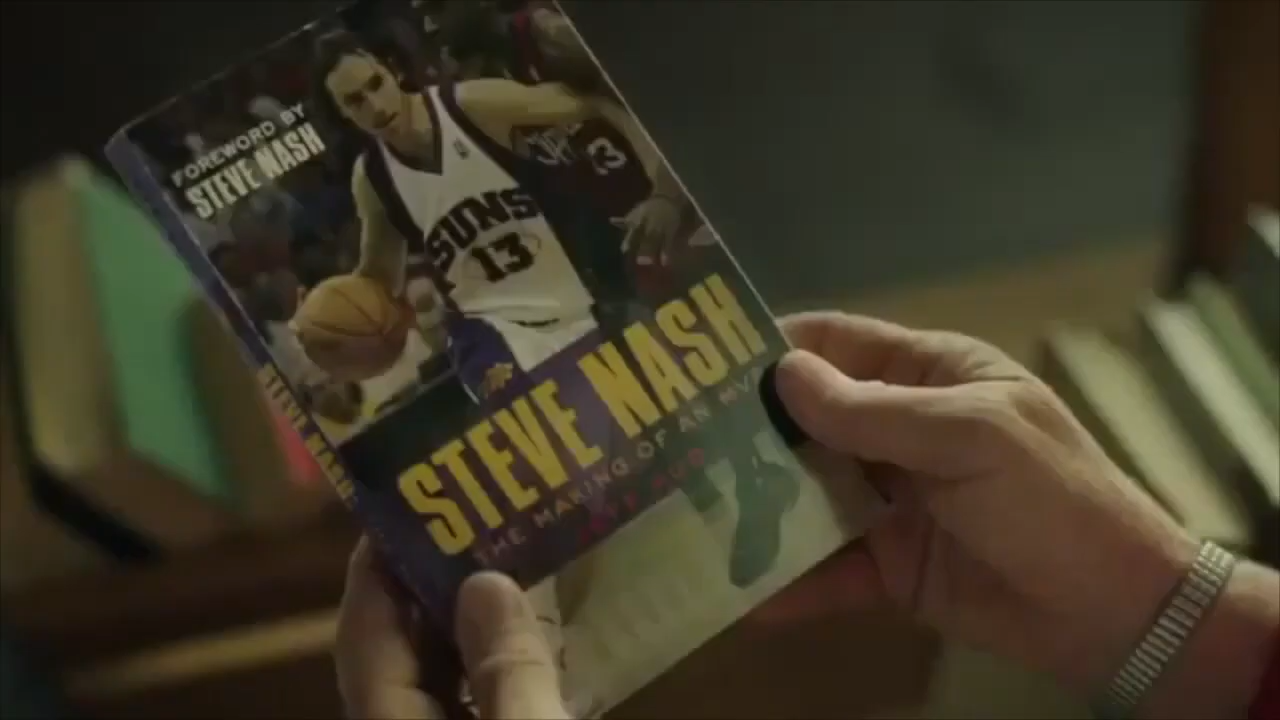 FOREWORD BY
STEVE NASH
SUNS
13
13
STEVE NASH
THE MAKING OF AN MVP
STEVE NASH: